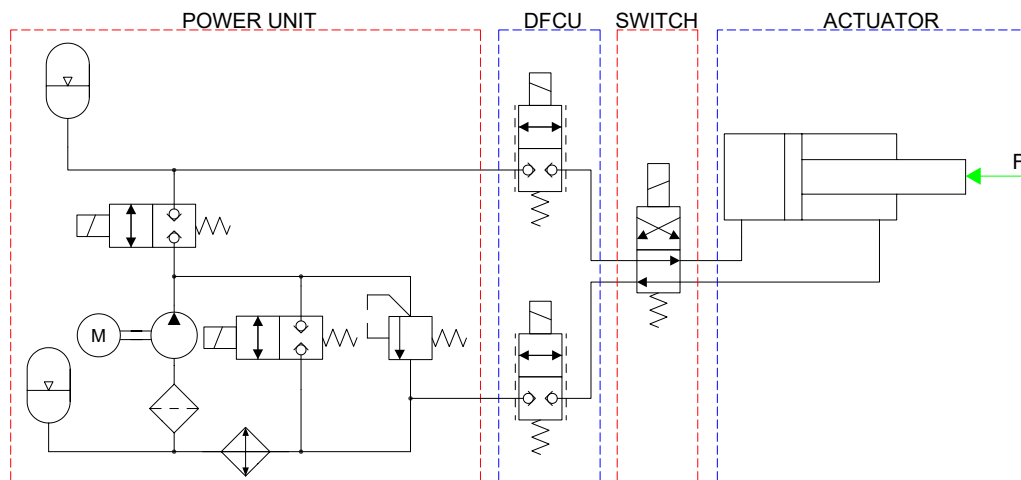 POWER UNIT
DFCU
SWITCH
ACTUATOR
F
M